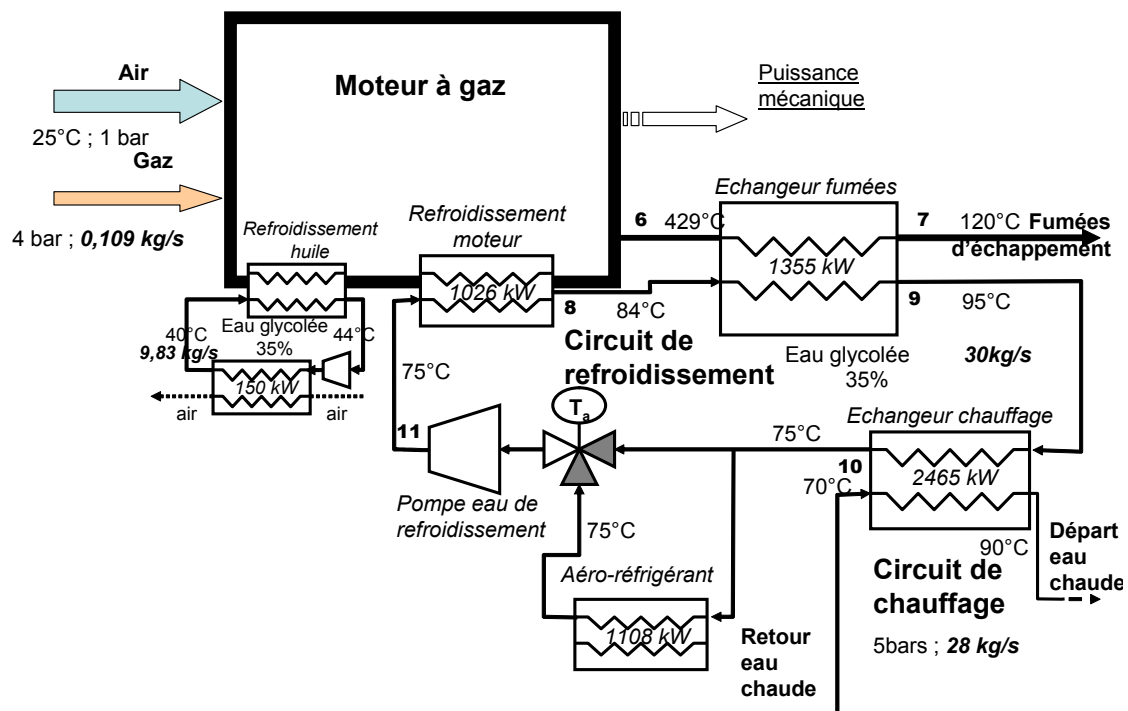 Air
25°C ; 1 bar
Gaz
4 bar ; 0,109 kg/s
Moteur à gaz
Puissance
mécanique
Refroidissement
huile
Refroidissement
moteur
1026 kW
Echangeur fumées
6
429°C
7
120°C
Fumées
d'échappement
1355 kW
8
84°C
9
95°C
40°C
9,83 kg/s
Eau glycolée
35%
44°C
150 kW
air
air
Circuit de
refroidissement
Eau glycolée
35%
30kg/s
75°C
11
Pompe eau de
refroidissement
Ta
75°C
Echangeur chauffage
10
70°C
2465 kW
90°C
Départ
eau
chaude
75°C
Aéro-réfrigérant
1108 kW
Circuit de
chauffage
5bars ; 28 kg/s
Retour
eau
chaude